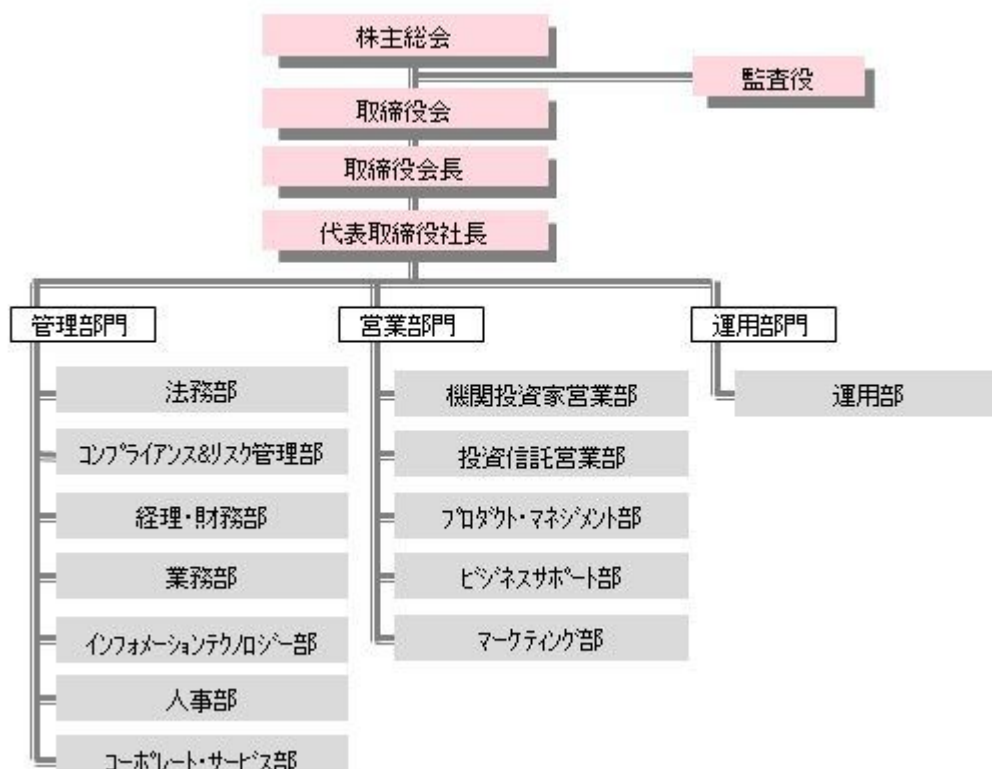 株主総会
監査役
取締役会
取締役会長
代表取締役社長
管理部門
営業部門
運用部門
法務部
コンプライアンス&リスク管理部
経理・財務部
業務部
インフォメーションテクノロジー部
人事部
コーポレート・サービス部
機関投資家営業部
投資信託営業部
プロダクト・マネジメント部
ビジネスサポート部
マーケティング部
運用部